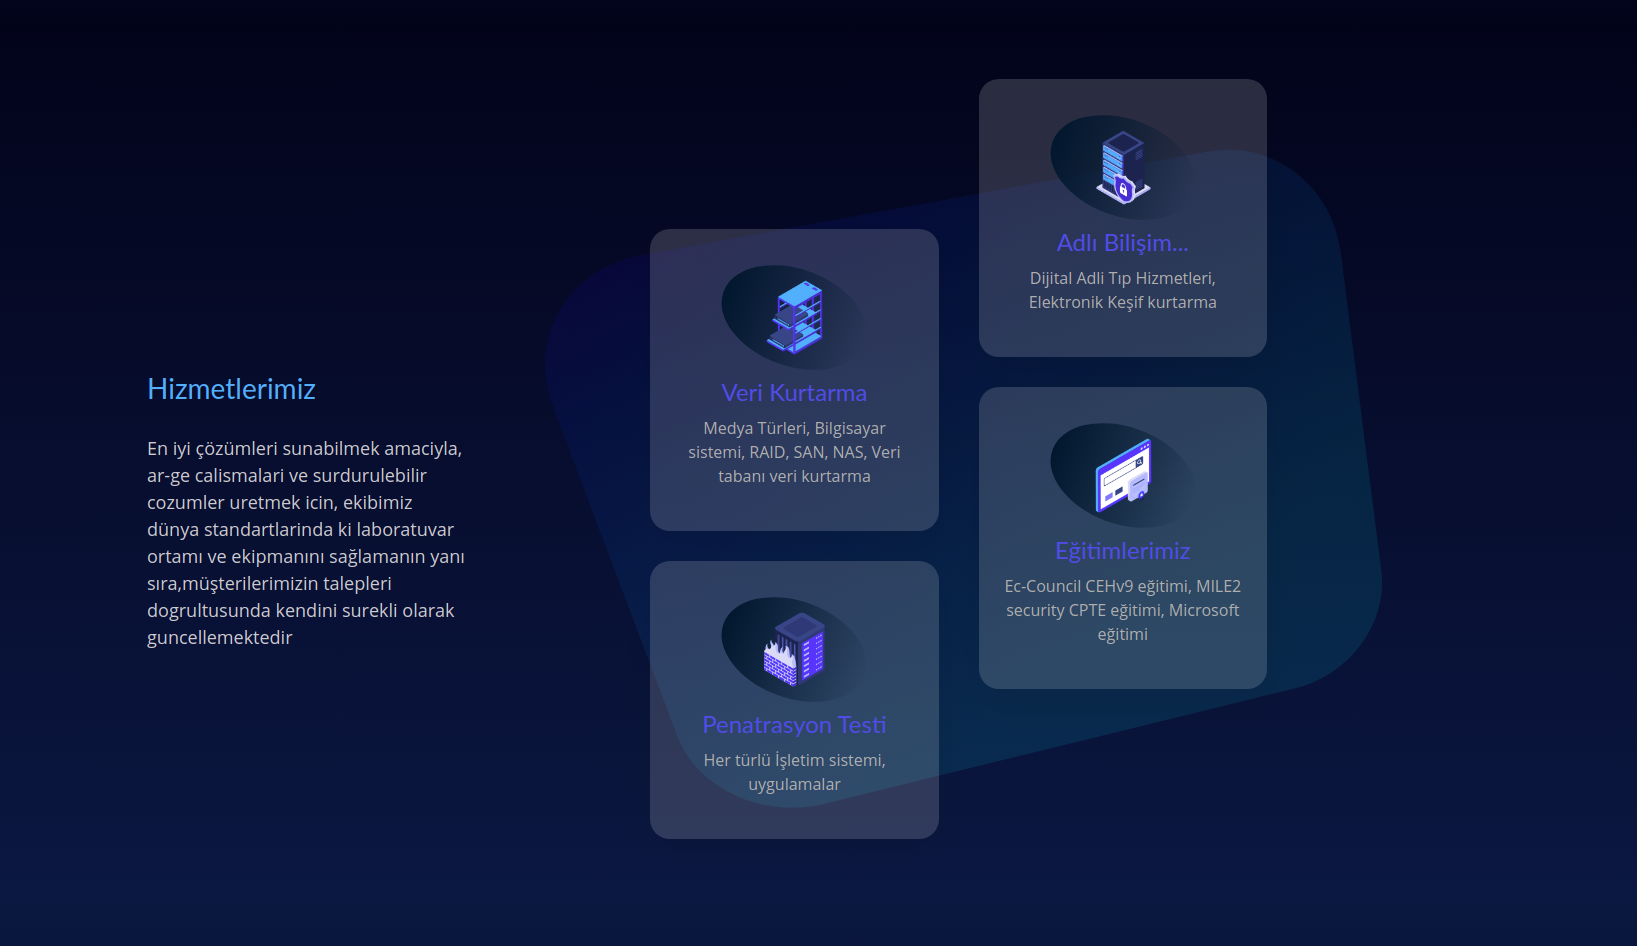 Hizmetlerimiz
En iyi çözümleri sunabilmek amaciyla,
ar-ge calismalari ve surdurulebilir
cozumler uretmek icin, ekibimiz
dünya standartlarinda ki laboratuvar
ortamı ve ekipmanını sağlamanın yanı
sıra,müşterilerimizin talepleri
dogrultusunda kendini surekli olarak
guncellemektedir
Veri Kurtarma
Medya Türleri, Bilgisayar
sistemi, RAID, SAN, NAS, Veri
tabanı veri kurtarma
Penatrasyon Testi
Her türlü İşletim sistemi,
uygulamalar
Adlı Bilişim...
Dijital Adli Tıp Hizmetleri,
Elektronik Keşif kurtarma
Eğitimlerimiz
Ec-Council CEHv9 eğitimi, MILE2
security CPTE eğitimi, Microsoft
eğitimi